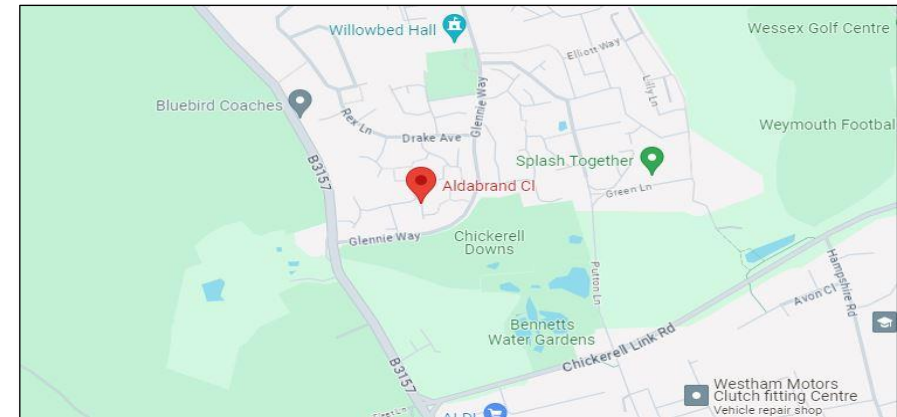 Willowbed Hall
Wessex Golf Centre
Elliott Way
Lilly Ln
Bluebird Coaches
Rex Ln
Glennie Way
Drake Ave
Weymouth Footbal
B3157
Splash Together
Aldabrand Cl
Green Ln
Glennie Way
Chickerell
Downs
Putton Ln
Hampshire Rd
Avon Cl
Bennetts
Water Gardens
Chickerell Link Rd
B3157
Westham Motors
Clutch fitting Centre
Vehicle repair shop
ALDI